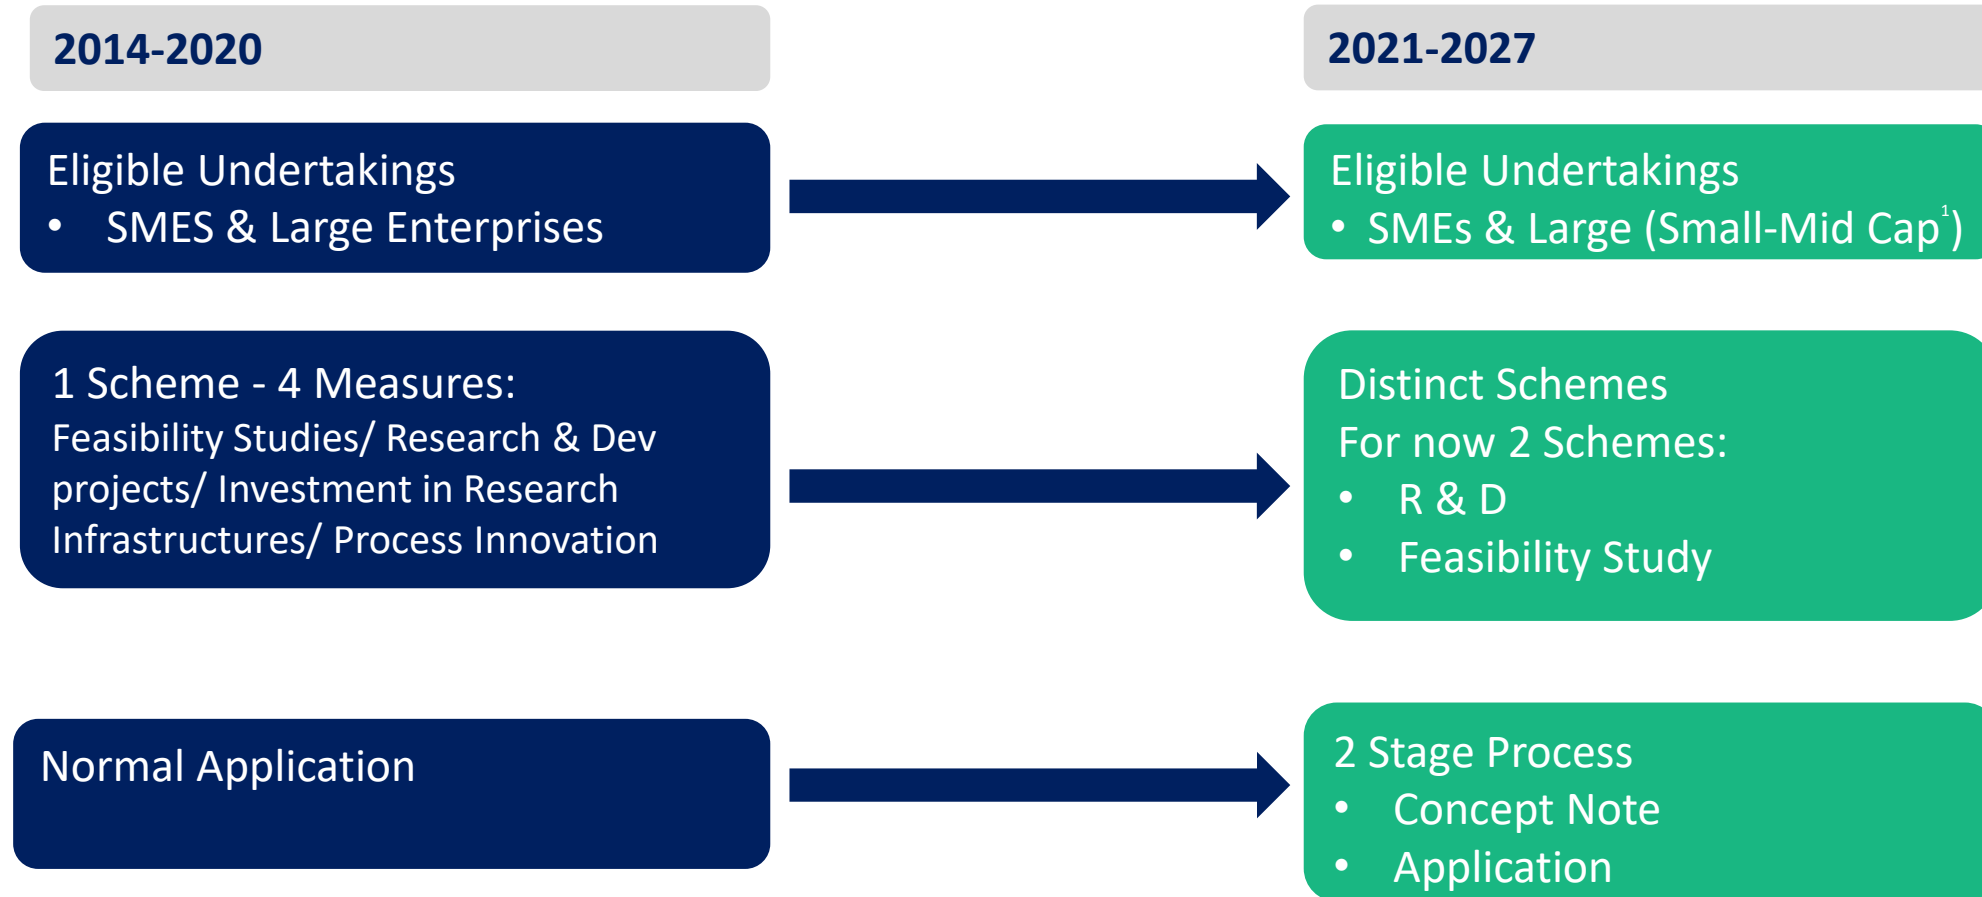 2014-2020
2021-2027
Eligible Undertakings
• SMES & Large Enterprises
Eligible Undertakings
• SMEs & Large (Small-Mid Cap¹)
1 Scheme - 4 Measures:
Feasibility Studies/ Research & Dev
projects/ Investment in Research
Infrastructures/ Process Innovation
Distinct Schemes
For now 2 Schemes:
• R & D
• Feasibility Study
Normal Application
2 Stage Process
• Concept Note
• Application